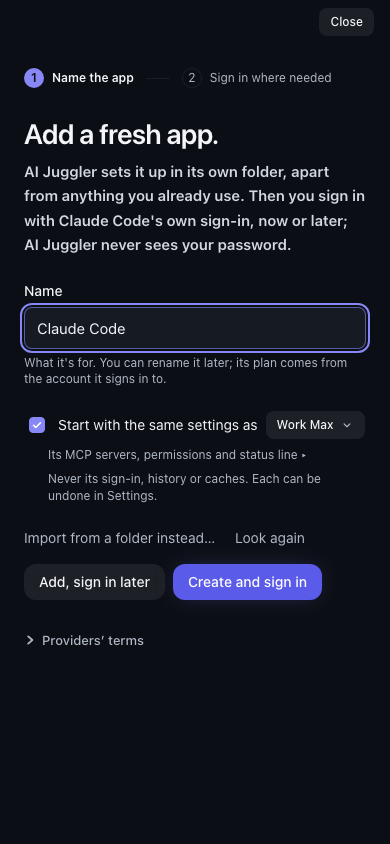 Close
1 Name the app 2 Sign in where needed
Add a fresh app.
AI Juggler sets it up in its own folder, apart
from anything you already use. Then you sign in
with Claude Code's own sign-in, now or later;
AI Juggler never sees your password.
Name
Claude Code
What it's for. You can rename it later; its plan comes from
the account it signs in to.
Start with the same settings as Work Max
Its MCP servers, permissions and status line ▸
Never its sign-in, history or caches. Each can be
undone in Settings.
Import from a folder instead... Look again
Add, sign in later Create and sign in
Providers’ terms